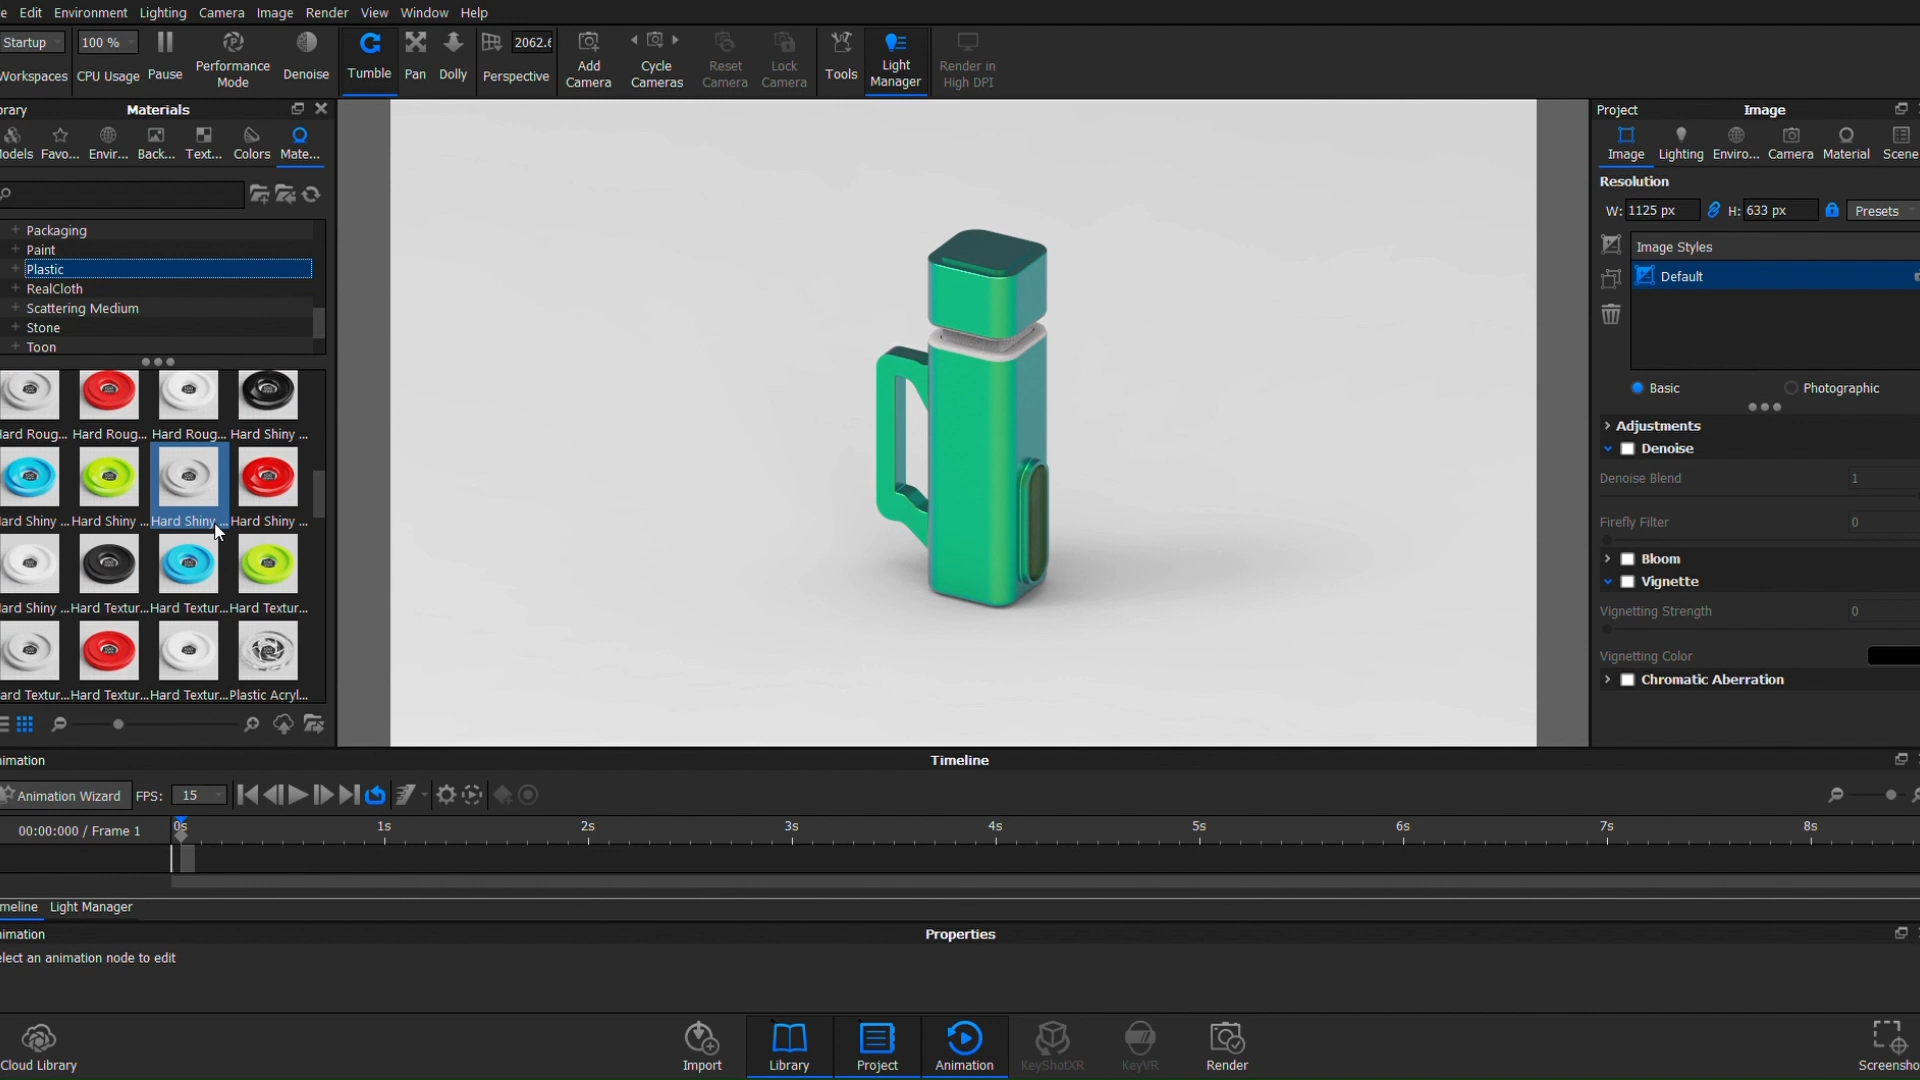 e Edit Environment Lighting Camera Image Render View Window Help
Startup 100 % 2062.6
Workspaces CPU Usage Pause Performance Mode Denoise Tumble Pan Dolly Perspective Add Camera Cycle Cameras Reset Camera Lock Camera Tools Light Manager Render in High DPI
brary Materials
odels Favo... Envir... Back... Text... Colors Mate...
Packaging
Paint
Plastic
RealCloth
Scattering Medium
Stone
Toon
ard Roug... Hard Roug... Hard Roug... Hard Shiny ...
ard Shiny ... Hard Shiny ... Hard Shiny ... Hard Shiny ...
ard Shiny ... Hard Textur... Hard Textur... Hard Textur...
ard Textur... Hard Textur... Hard Textur... Plastic Acryl...
Project Image
Image Lighting Enviro... Camera Material Scene
Resolution
W: 1125 px H: 633 px Presets
Image Styles
Default
Basic Photographic
Adjustments
Denoise
Denoise Blend 1
Firefly Filter 0
Bloom
Vignette
Vignetting Strength 0
Vignetting Color
Chromatic Aberration
imation Timeline
Animation Wizard FPS: 15
00:00:000 / Frame 1 0s 1s 2s 3s 4s 5s 6s 7s 8s
meline Light Manager
imation Properties
elect an animation node to edit
Cloud Library Import Library Project Animation KeyShotXR KeyVR Render Screensho